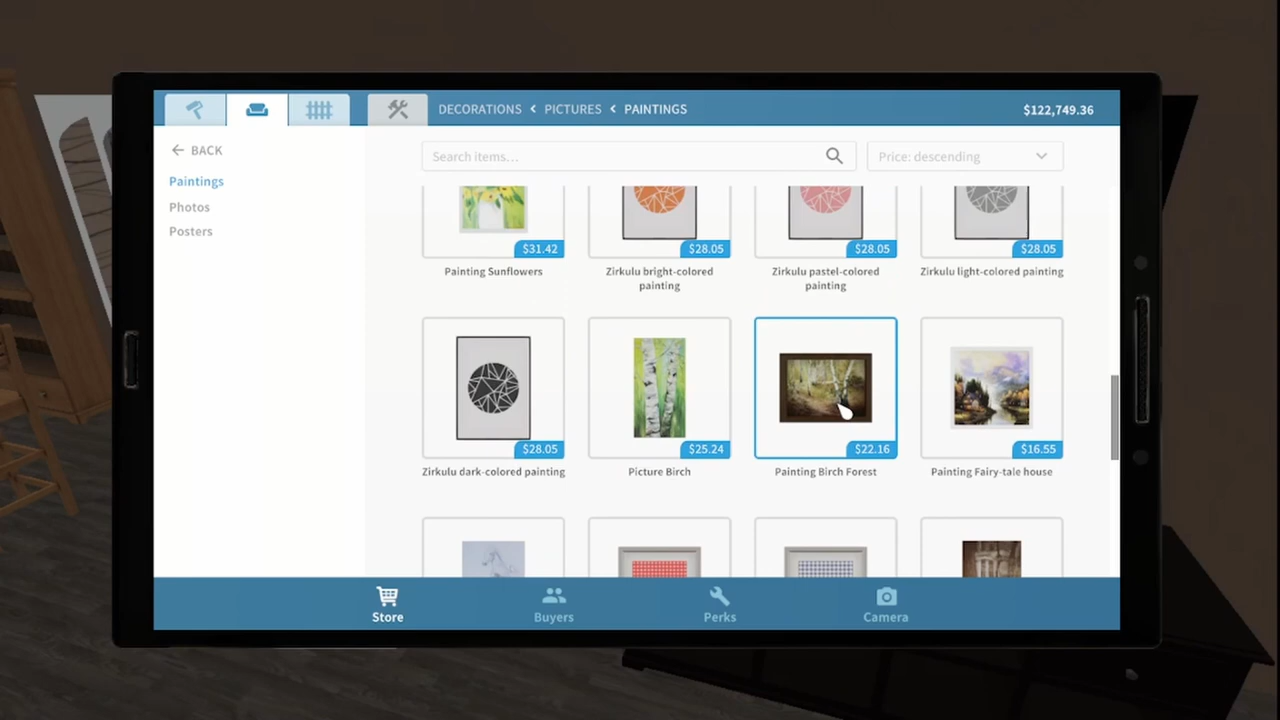 DECORATIONS < PICTURES < PAINTINGS
$122,749.36
BACK
Paintings
Photos
Posters
Search items...
Price: descending
$31.42
$28.05
$28.05
$28.05
Painting Sunflowers
Zirkulu bright-colored
painting
Zirkulu pastel-colored
painting
Zirkulu light-colored painting
$28.05
$25.24
$22.16
$16.55
Zirkulu dark-colored painting
Picture Birch
Painting Birch Forest
Painting Fairy-tale house
Store
Buyers
Perks
Camera